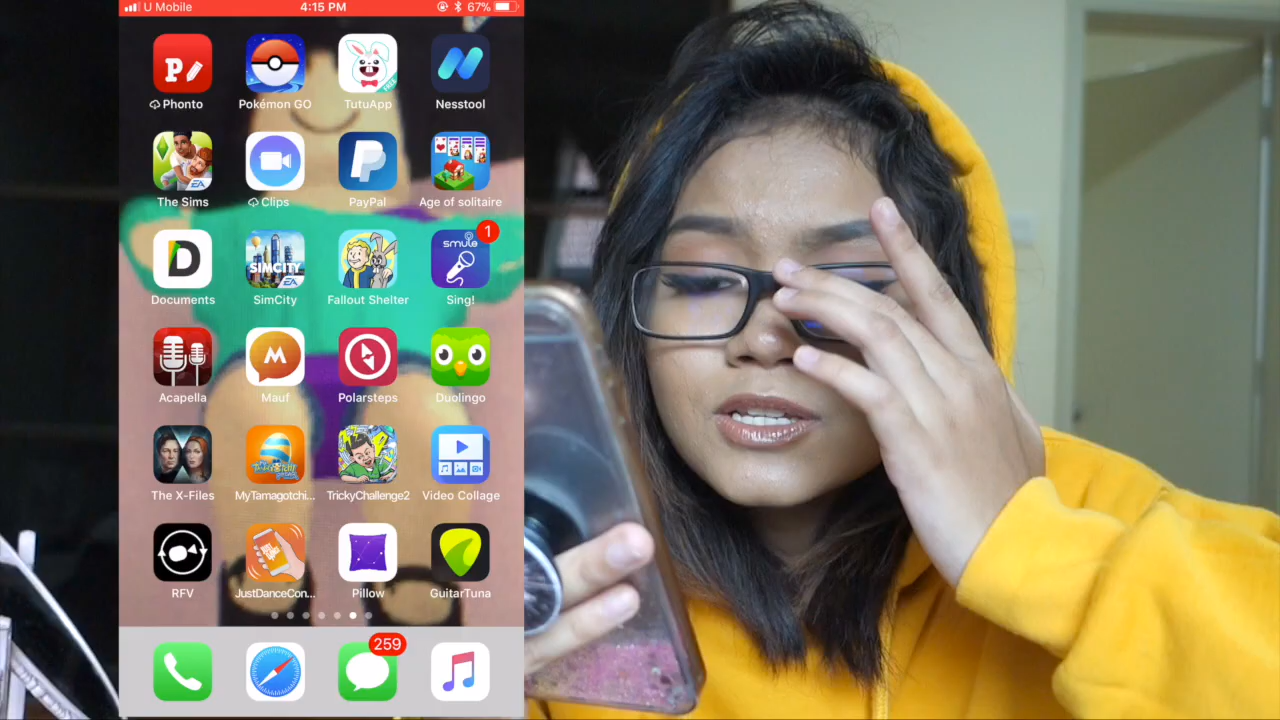 U Mobile 4:15 PM 67%
Phonto Pokémon GO TutuApp Nesstool
The Sims Clips PayPal Age of solitaire
SIMCITY EA smule 1
Documents SimCity Fallout Shelter Sing!
Acapella Mauf Polarsteps Duolingo
The X-Files MyTamagotchi... TrickyChallenge2 Video Collage
RFV JustDanceCon... Pillow GuitarTuna
259